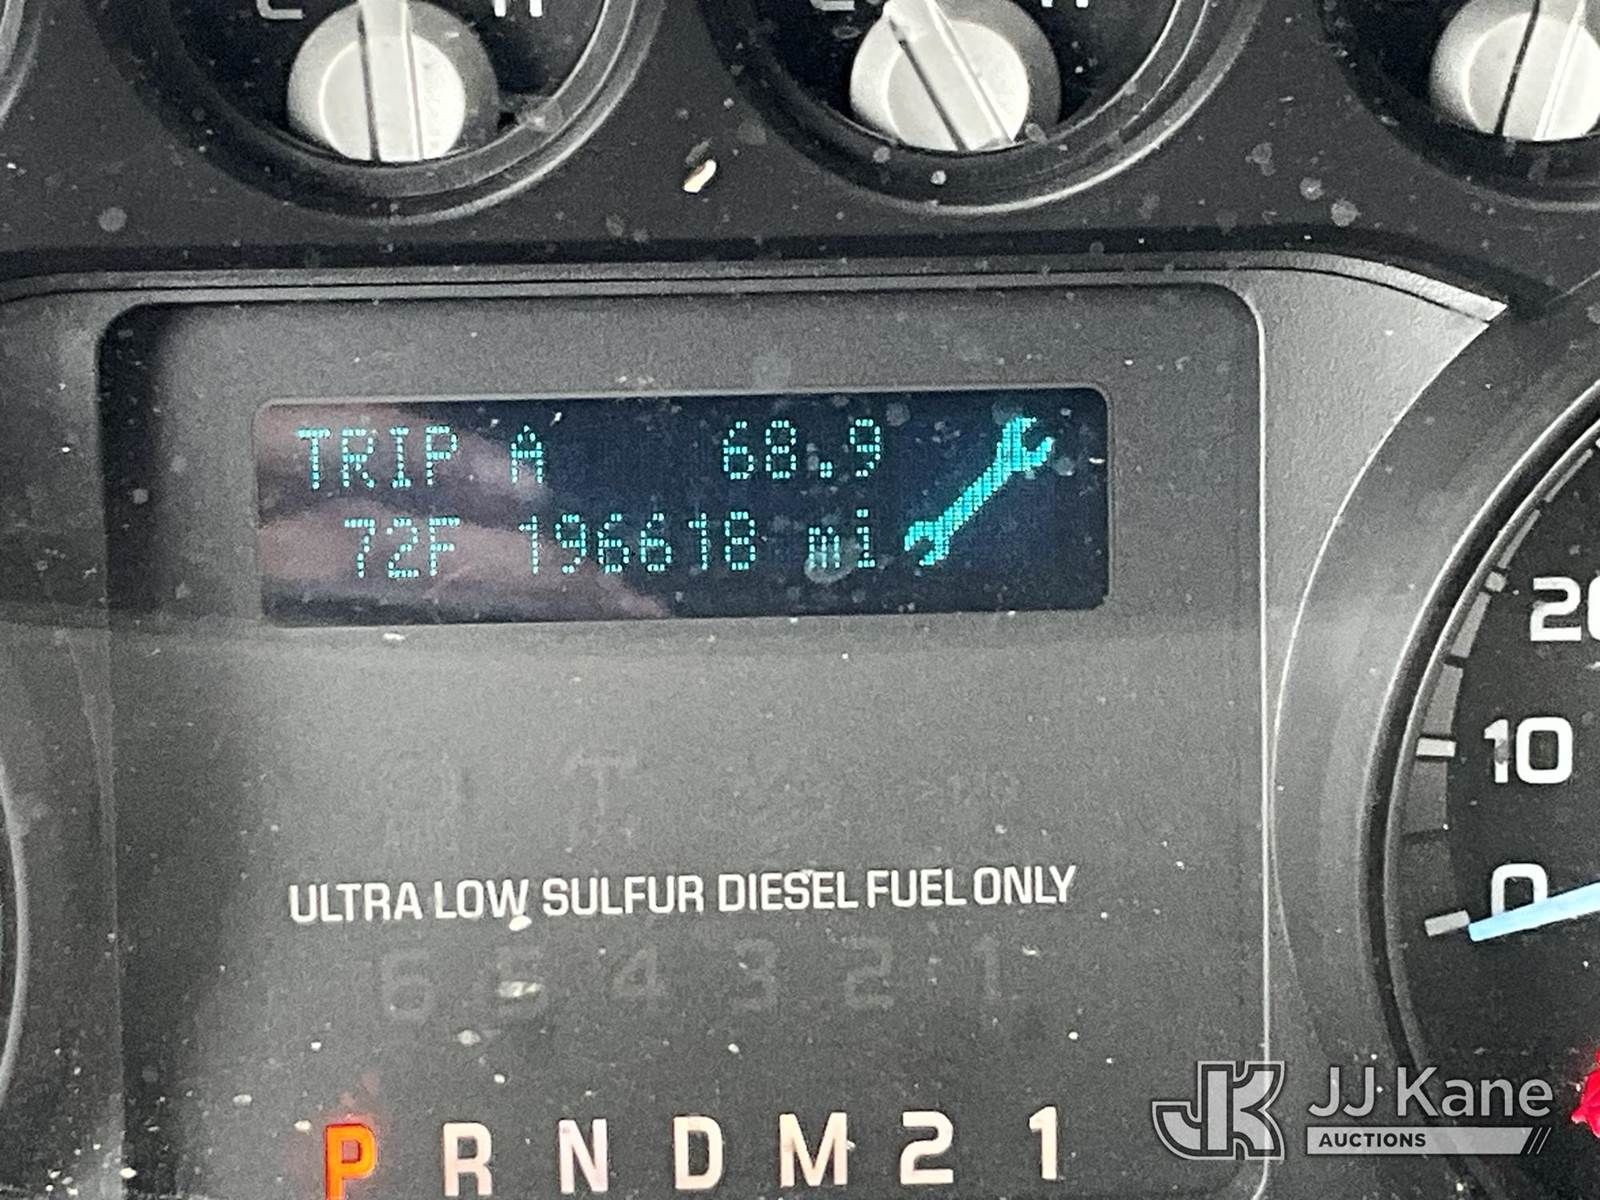 TRIP A 68.9
72F 196618 mi
20
10
0
ULTRA LOW SULFUR DIESEL FUEL ONLY
6 5 4 3 2 1
P R N D M 2 1
JK JJ Kane
AUCTIONS